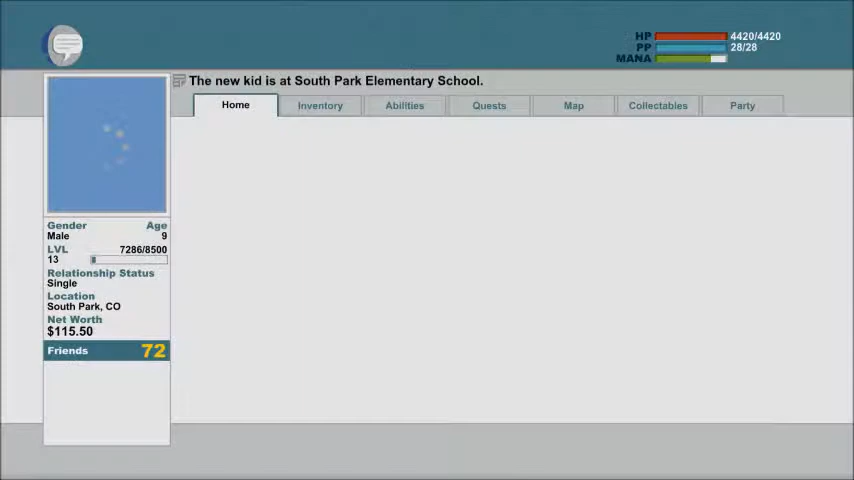 HP 4420/4420
PP 28/28
MANA
The new kid is at South Park Elementary School.
Home Inventory Abilities Quests Map Collectables Party
Gender Age
Male 9
LVL 7286/8500
13
Relationship Status
Single
Location
South Park, CO
Net Worth
$115.50
Friends 72